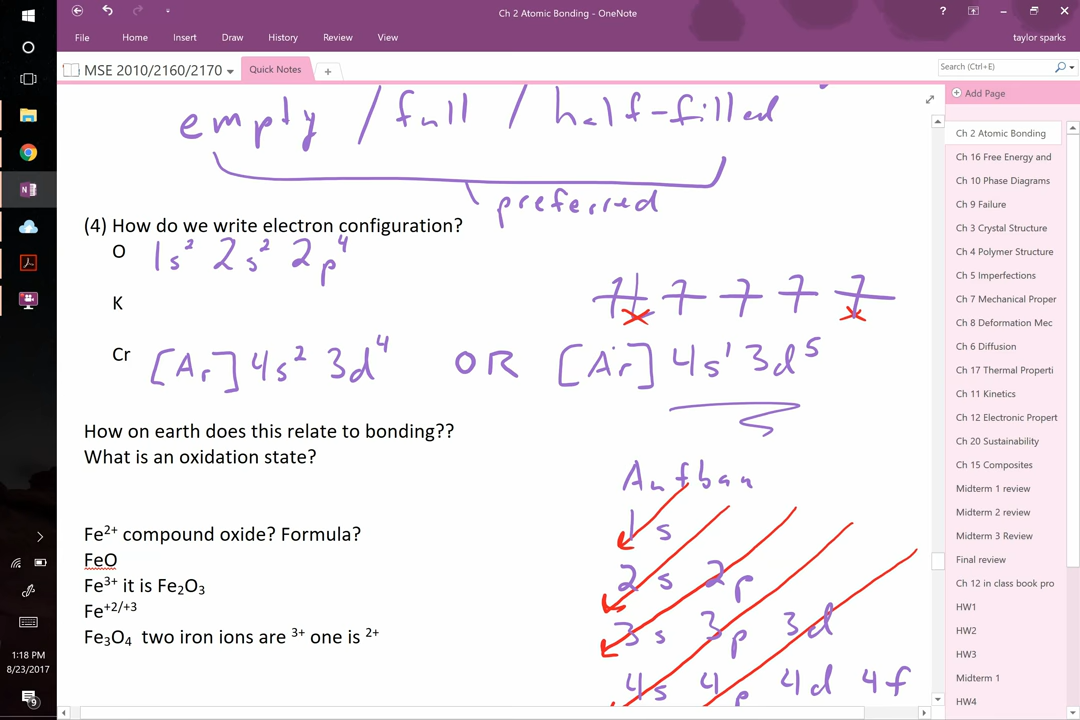 Ch 2 Atomic Bonding - OneNote
taylor sparks
File Home Insert Draw History Review View
MSE 2010/2160/2170
Quick Notes
Search (Ctrl+E)
Add Page
Ch 2 Atomic Bonding
Ch 16 Free Energy and
Ch 10 Phase Diagrams
Ch 9 Failure
Ch 3 Crystal Structure
Ch 4 Polymer Structure
Ch 5 Imperfections
Ch 7 Mechanical Proper
Ch 8 Deformation Mec
Ch 6 Diffusion
Ch 17 Thermal Properti
Ch 11 Kinetics
Ch 12 Electronic Propert
Ch 20 Sustainability
Ch 15 Composites
Midterm 1 review
Midterm 2 review
Midterm 3 Review
Final review
Ch 12 in class book pro
HW1
HW2
HW3
Midterm 1
HW4
empty / full / half-filled
preferred
(4) How do we write electron configuration?
O 1s² 2s² 2p⁴
K
Cr [Ar] 4s² 3d⁴ OR [Ar] 4s¹ 3d⁵
How on earth does this relate to bonding??
What is an oxidation state?
Fe²⁺ compound oxide? Formula?
FeO
Fe³⁺ it is Fe₂O₃
Fe⁺²/⁺³
Fe₃O₄ two iron ions are ³⁺ one is ²⁺
Aufbau
1s
2s 2p
3s 3p 3d
4s 4p 4d 4f
1:18 PM
8/23/2017
9